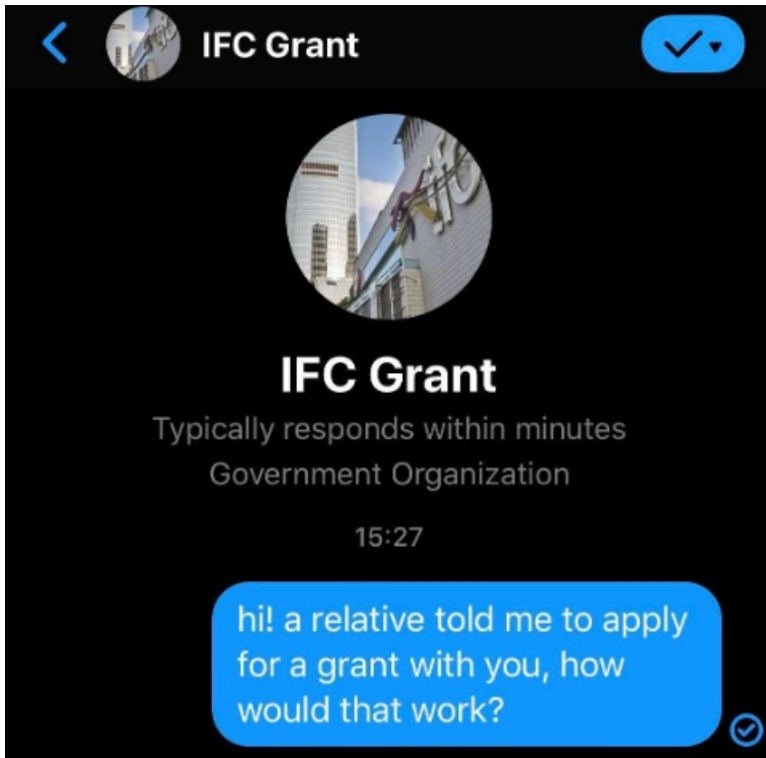 IFC Grant
ifc
IFC Grant
Typically responds within minutes
Government Organization
15:27
hi! a relative told me to apply
for a grant with you, how
would that work?